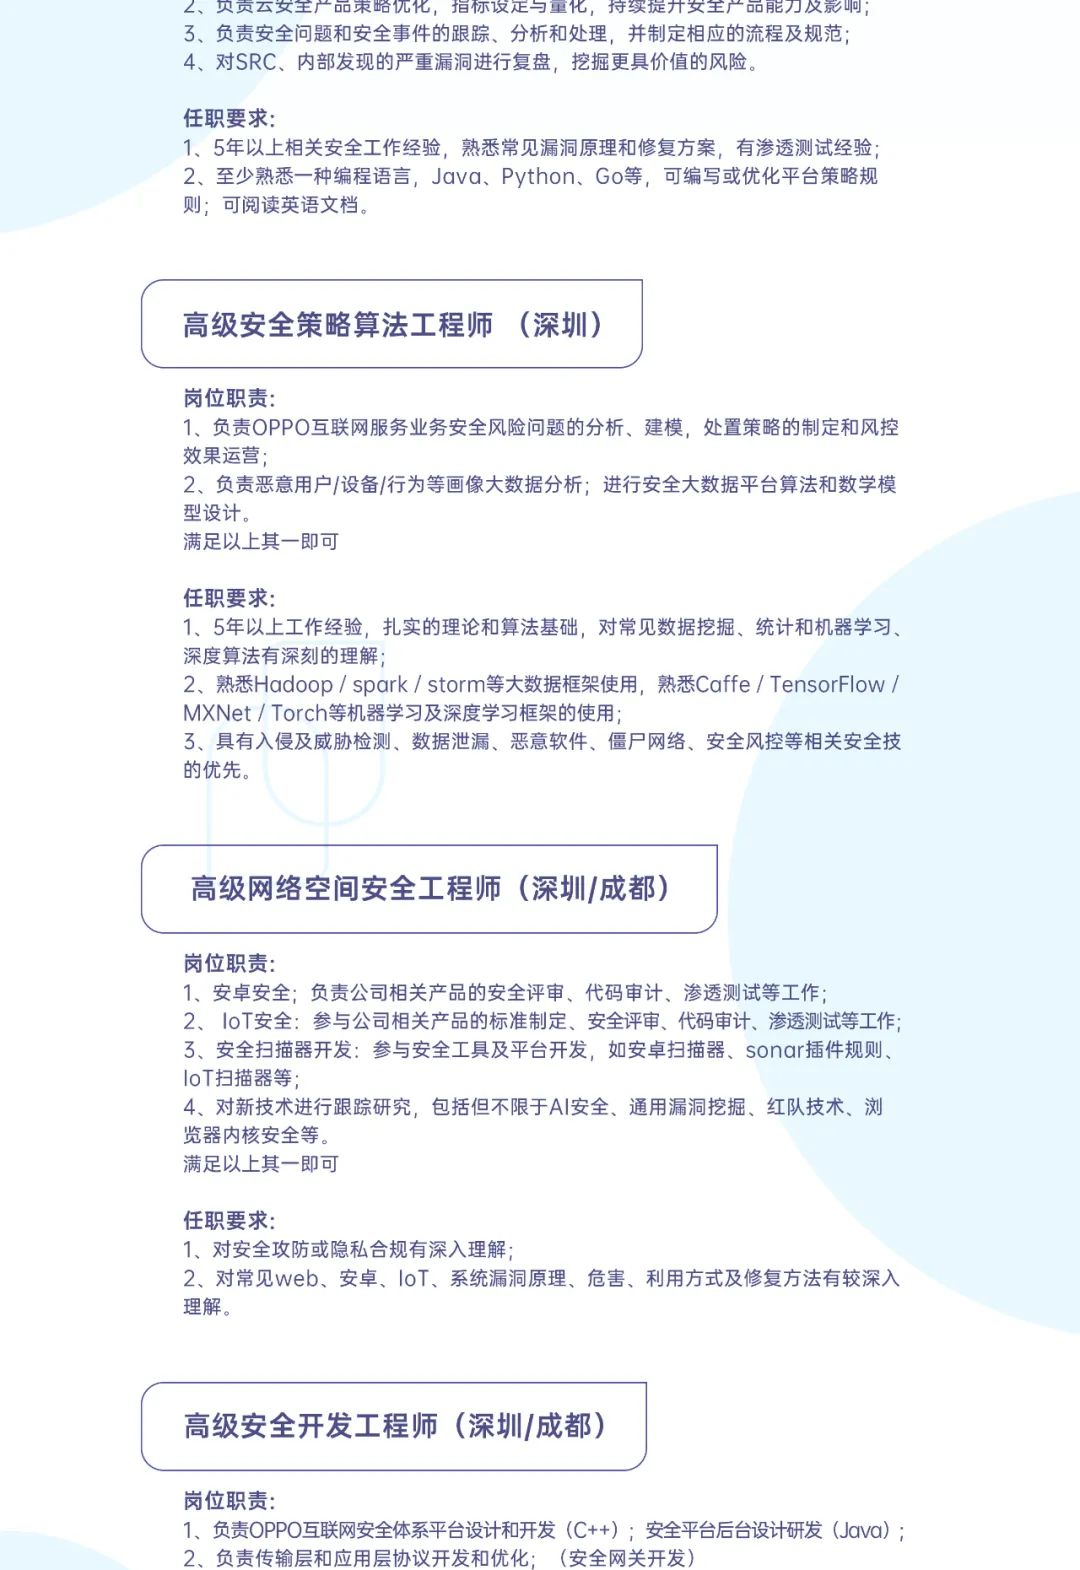 2、负责云安全产品策略优化，指标设定与量化，持续提升安全产品能力及影响；
3、负责安全问题和安全事件的跟踪、分析和处理，并制定相应的流程及规范；
4、对SRC、内部发现的严重漏洞进行复盘，挖掘更具价值的风险。
任职要求：
1、5年以上相关安全工作经验，熟悉常见漏洞原理和修复方案，有渗透测试经验；
2、至少熟悉一种编程语言，Java、Python、Go等，可编写或优化平台策略规
则；可阅读英语文档。
高级安全策略算法工程师 （深圳）
岗位职责：
1、负责OPPO互联网服务业务安全风险问题的分析、建模，处置策略的制定和风控
效果运营；
2、负责恶意用户/设备/行为等画像大数据分析；进行安全大数据平台算法和数学模
型设计。
满足以上其一即可
任职要求：
1、5年以上工作经验，扎实的理论和算法基础，对常见数据挖掘、统计和机器学习、
深度算法有深刻的理解；
2、熟悉Hadoop / spark / storm等大数据框架使用，熟悉Caffe / TensorFlow /
MXNet / Torch等机器学习及深度学习框架的使用；
3、具有入侵及威胁检测、数据泄漏、恶意软件、僵尸网络、安全风控等相关安全技
的优先。
高级网络空间安全工程师（深圳/成都）
岗位职责：
1、安卓安全；负责公司相关产品的安全评审、代码审计、渗透测试等工作；
2、 IoT安全：参与公司相关产品的标准制定、安全评审、代码审计、渗透测试等工作；
3、安全扫描器开发：参与安全工具及平台开发，如安卓扫描器、sonar插件规则、
IoT扫描器等；
4、对新技术进行跟踪研究，包括但不限于AI安全、通用漏洞挖掘、红队技术、浏
览器内核安全等。
满足以上其一即可
任职要求：
1、对安全攻防或隐私合规有深入理解；
2、对常见web、安卓、IoT、系统漏洞原理、危害、利用方式及修复方法有较深入
理解。
高级安全开发工程师（深圳/成都）
岗位职责：
1、负责OPPO互联网安全体系平台设计和开发（C++）；安全平台后台设计研发（Java）；
2、负责传输层和应用层协议开发和优化；（安全网关开发）